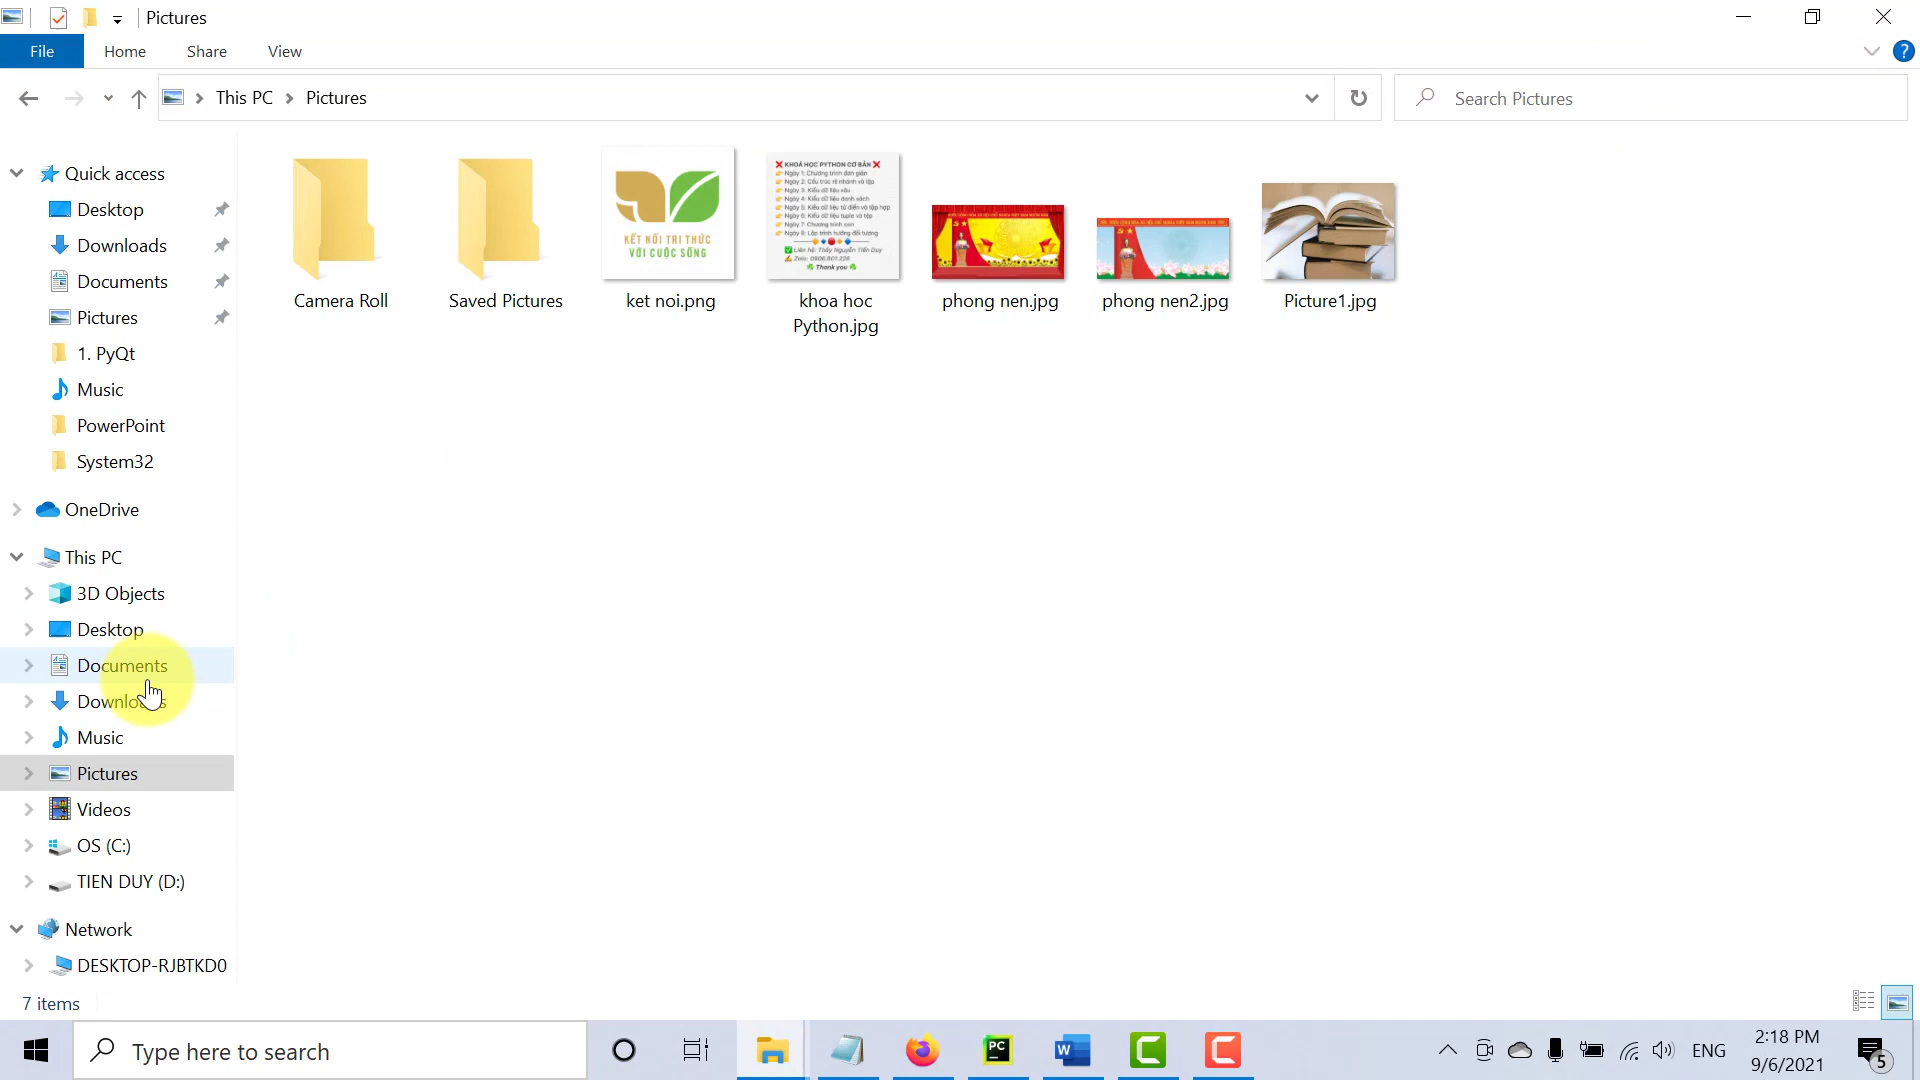 Pictures
File Home Share View
This PC Pictures
Search Pictures
Quick access
Desktop
Downloads
Documents
Pictures
1. PyQt
Music
PowerPoint
System32
OneDrive
This PC
3D Objects
Desktop
Documents
Downloads
Music
Pictures
Videos
OS (C:)
TIEN DUY (D:)
Network
DESKTOP-RJBTKD0
KẾT NỐI TRI THỨC
VỚI CUỘC SỐNG
❌ KHOÁ HỌC PYTHON CƠ BẢN ❌
Ngày 1: Chương trình đơn giản
Ngày 2: Cấu trúc rẽ nhánh và lặp
Ngày 3: Kiểu dữ liệu xâu
Ngày 4: Kiểu dữ liệu danh sách
Ngày 5: Kiểu dữ liệu từ điển và tập hợp
Ngày 6: Kiểu dữ liệu tuple và tệp
Ngày 7: Chương trình con
Ngày 8: Lập trình hướng đối tượng
Liên hệ: Thầy Nguyễn Tiến Duy
Zalo: 0906.801.226
Thank you
Camera Roll
Saved Pictures
ket noi.png
khoa hoc
Python.jpg
phong nen.jpg
phong nen2.jpg
Picture1.jpg
7 items
Type here to search
PC
W
C
C
ENG
2:18 PM
9/6/2021
5